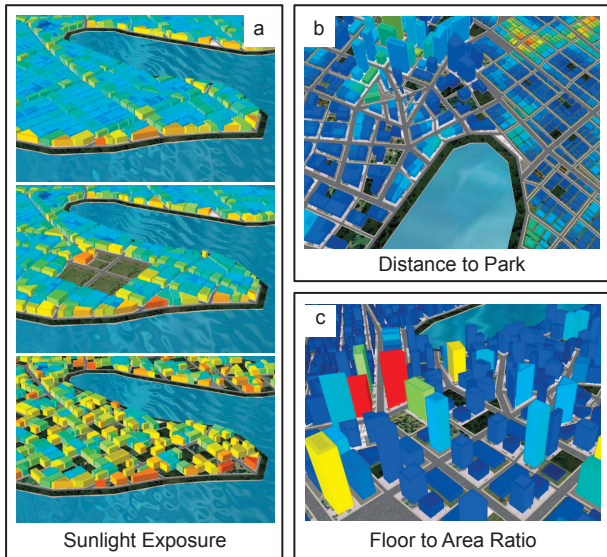 a
Sunlight Exposure
b
Distance to Park
c
Floor to Area Ratio